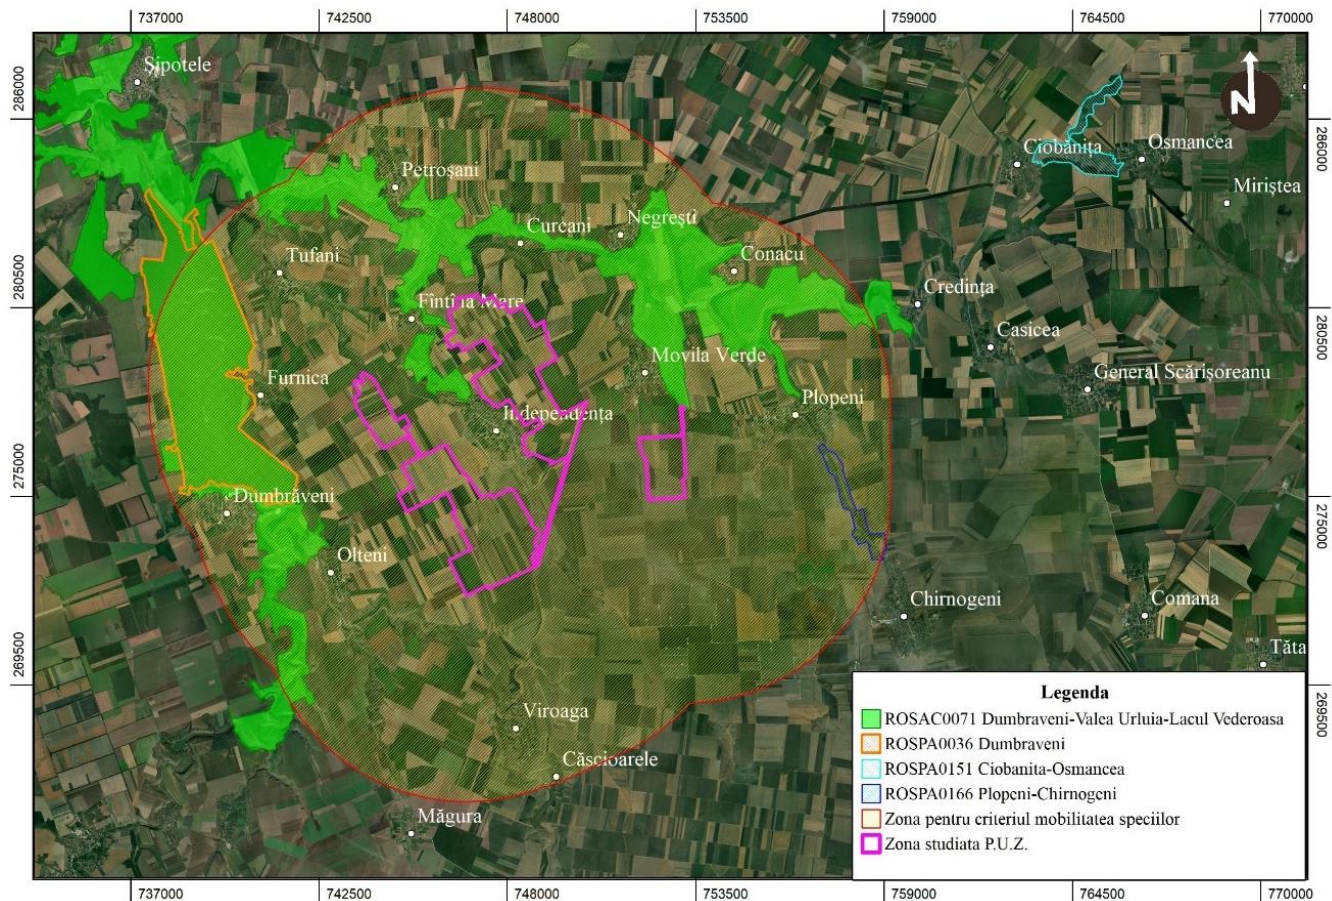 737000 742500 748000 753500 759000 764500 770000
Șipotele
286000
286000
N
Ciobănița
Osmancea
Petroșani
Miriștea
Negrești
Curcani
Tufani
Conacu
280500
Fîntîna Mare
Credința
280500
Casicea
Movila Verde
General Scărișoreanu
Furnica
Plopeni
Independența
275000
Dumbrăveni
275000
Olteni
Chirnogeni
Comana
Tăta
269500
269500
Legenda
ROSAC0071 Dumbraveni-Valea Urluia-Lacul Vederoasa
ROSPA0036 Dumbraveni
ROSPA0151 Ciobanita-Osmancea
ROSPA0166 Plopeni-Chirnogeni
Zona pentru criteriul mobilitatea speciilor
Zona studiata P.U.Z.
Viroaga
Căscioarele
Măgura
737000 742500 748000 753500 759000 764500 770000